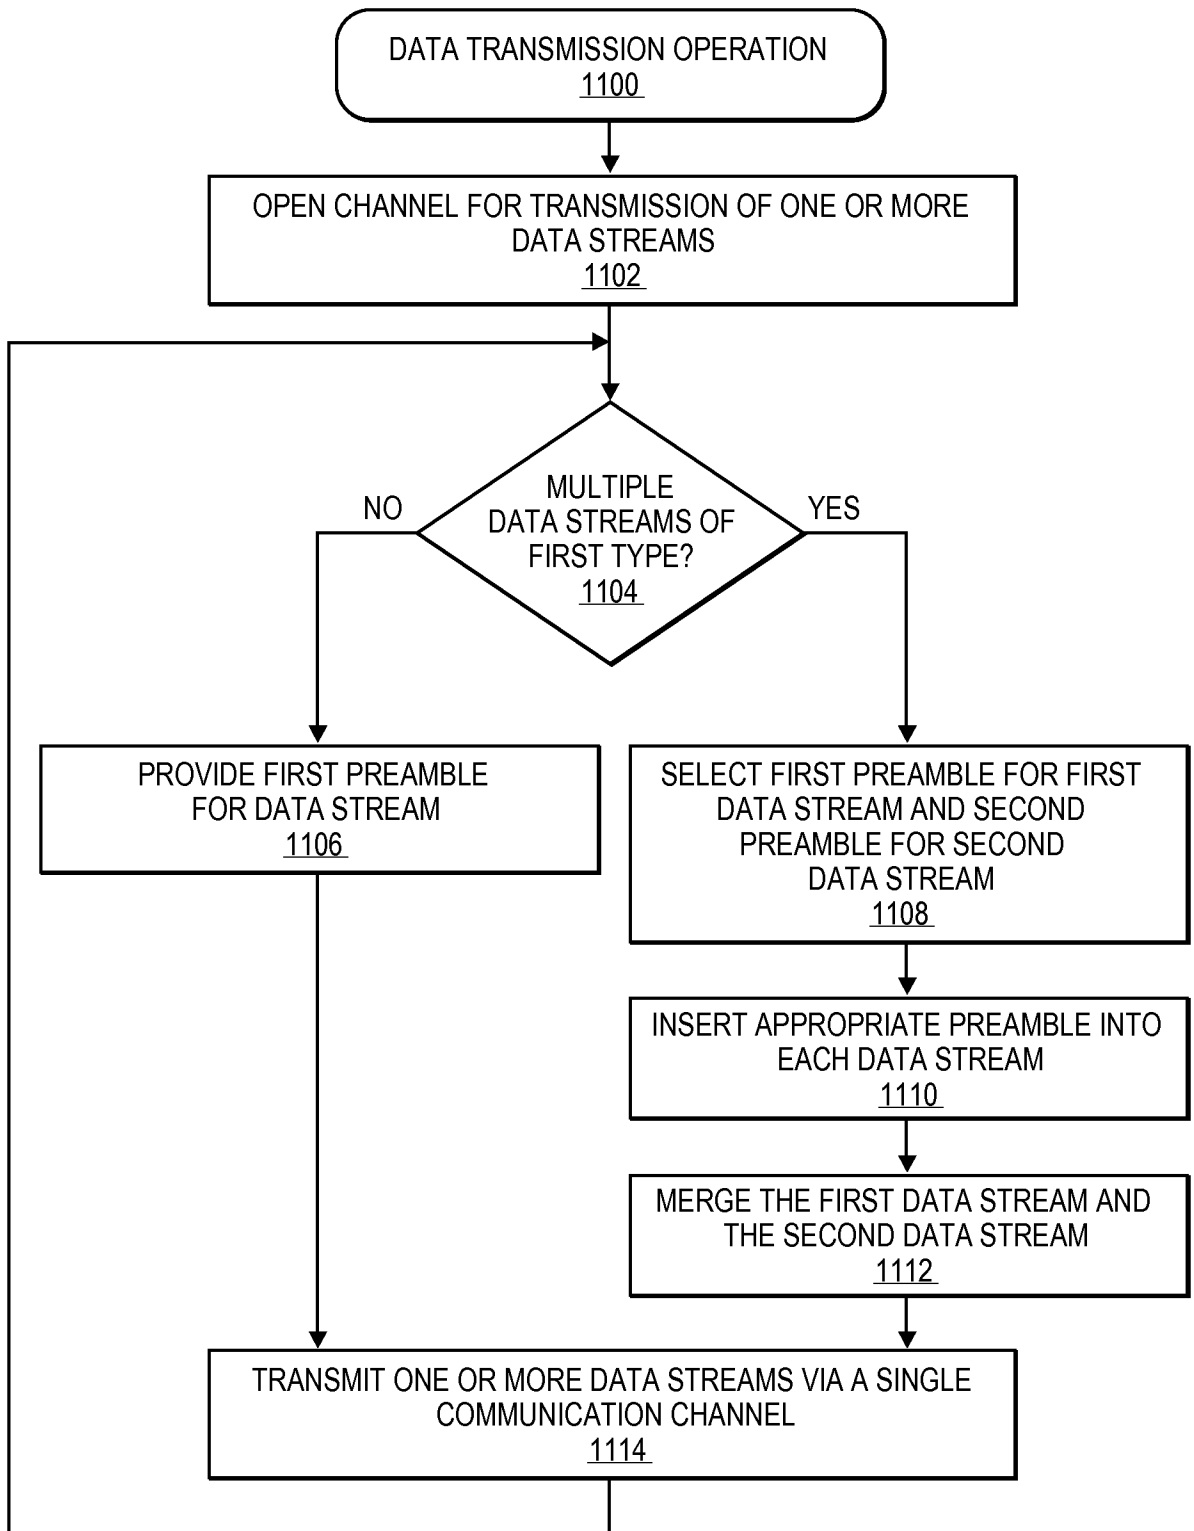 DATA TRANSMISSION OPERATION
1100
OPEN CHANNEL FOR TRANSMISSION OF ONE OR MORE
DATA STREAMS
1102
MULTIPLE
DATA STREAMS OF
FIRST TYPE?
1104
NO
YES
PROVIDE FIRST PREAMBLE
FOR DATA STREAM
1106
SELECT FIRST PREAMBLE FOR FIRST
DATA STREAM AND SECOND
PREAMBLE FOR SECOND
DATA STREAM
1108
INSERT APPROPRIATE PREAMBLE INTO
EACH DATA STREAM
1110
MERGE THE FIRST DATA STREAM AND
THE SECOND DATA STREAM
1112
TRANSMIT ONE OR MORE DATA STREAMS VIA A SINGLE
COMMUNICATION CHANNEL
1114